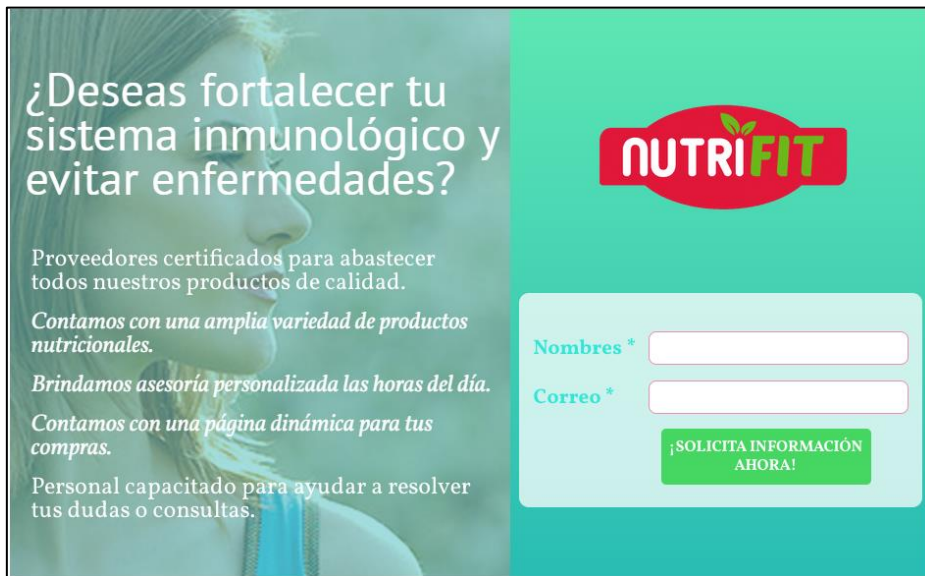 ¿Deseas fortalecer tu
sistema inmunológico y
evitar enfermedades?
Proveedores certificados para abastecer
todos nuestros productos de calidad.
Contamos con una amplia variedad de productos
nutricionales.
Brindamos asesoría personalizada las horas del día.
Contamos con una página dinámica para tus
compras.
Personal capacitado para ayudar a resolver
tus dudas o consultas.
NUTRIFIT
Nombres *
Correo *
¡SOLICITA INFORMACIÓN
AHORA!